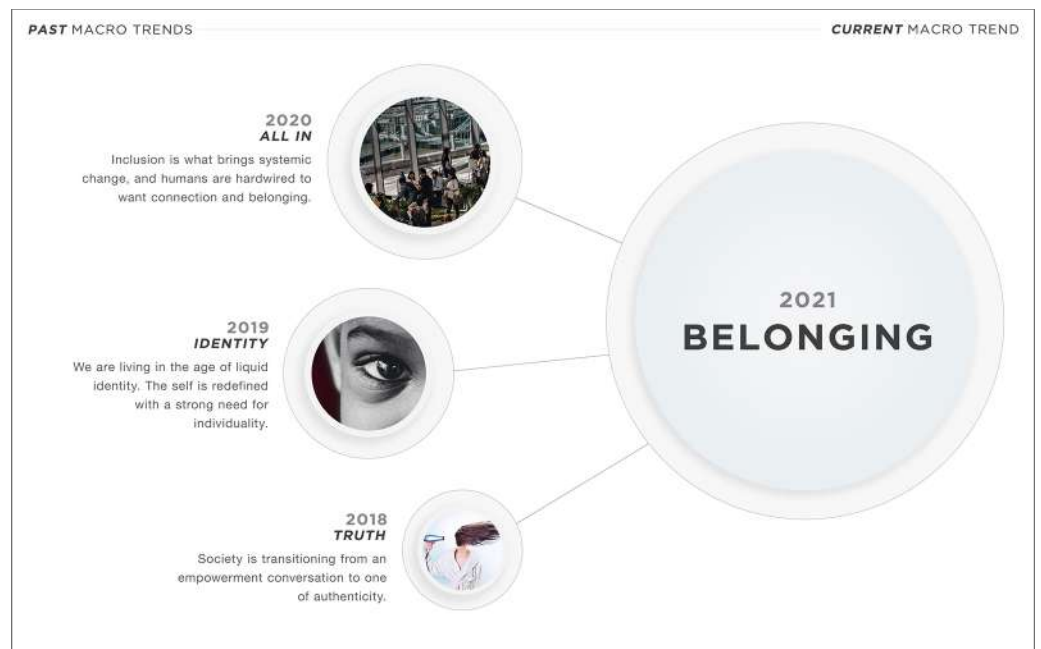 PAST MACRO TRENDS
CURRENT MACRO TREND
2020
ALL IN
Inclusion is what brings systemic
change, and humans are hardwired to
want connection and belonging.
2019
IDENTITY
We are living in the age of liquid
identity. The self is redefined
with a strong need for
individuality.
2018
TRUTH
Society is transitioning from an
empowerment conversation to one
of authenticity.
2021
BELONGING